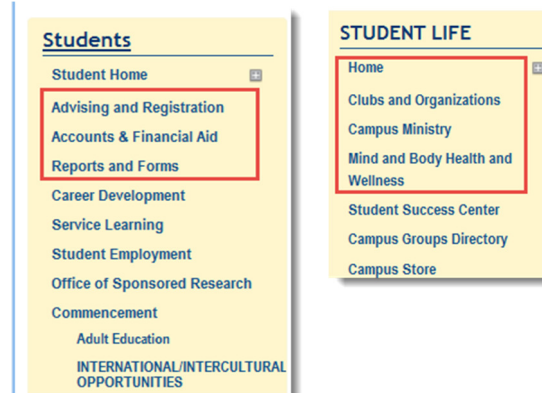 Students
Student Home
Advising and Registration
Accounts & Financial Aid
Reports and Forms
Career Development
Service Learning
Student Employment
Office of Sponsored Research
Commencement
Adult Education
INTERNATIONAL/INTERCULTURAL
OPPORTUNITIES
STUDENT LIFE
Home
Clubs and Organizations
Campus Ministry
Mind and Body Health and
Wellness
Student Success Center
Campus Groups Directory
Campus Store